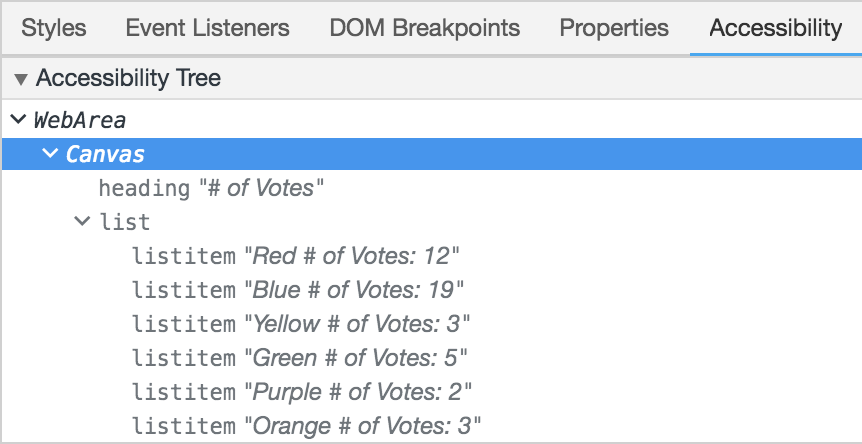 Styles Event Listeners DOM Breakpoints Properties Accessibility
Accessibility Tree
WebArea
Canvas
heading "# of Votes"
list
listitem "Red # of Votes: 12"
listitem "Blue # of Votes: 19"
listitem "Yellow # of Votes: 3"
listitem "Green # of Votes: 5"
listitem "Purple # of Votes: 2"
listitem "Orange # of Votes: 3"